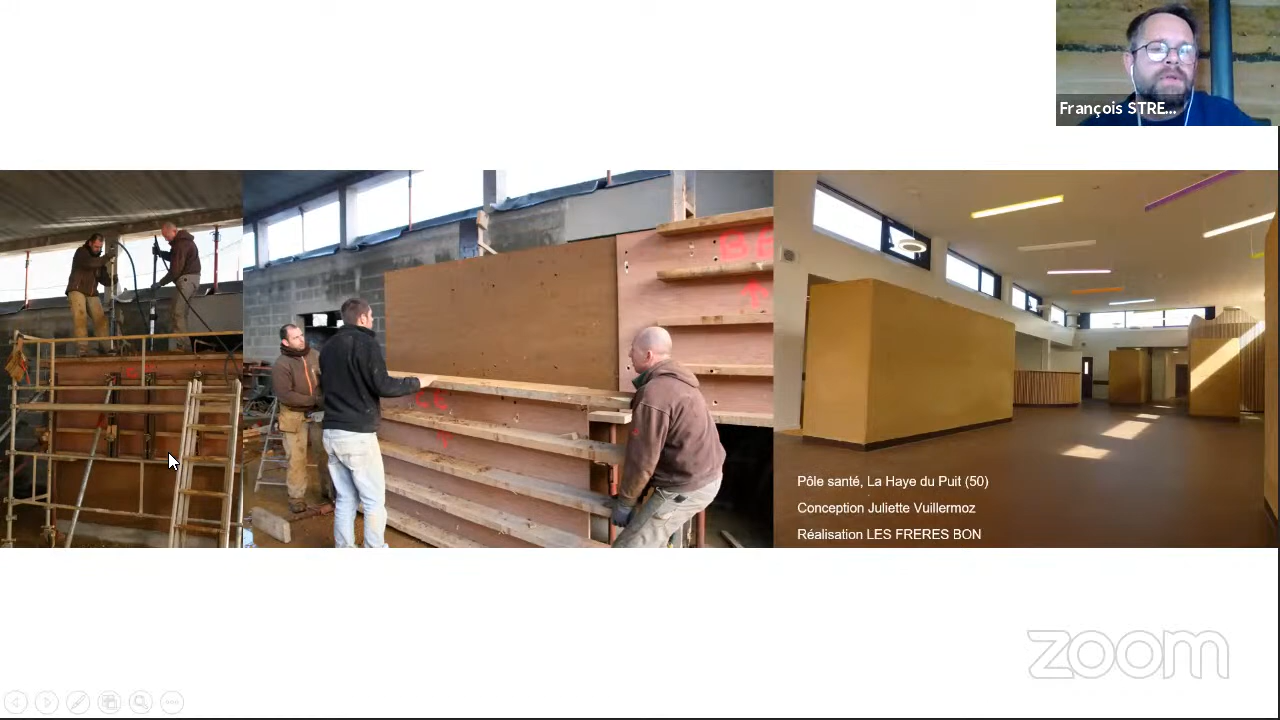 François STRE...
Pôle santé, La Haye du Puit (50)
Conception Juliette Vuillermoz
Réalisation LES FRERES BON
zoom